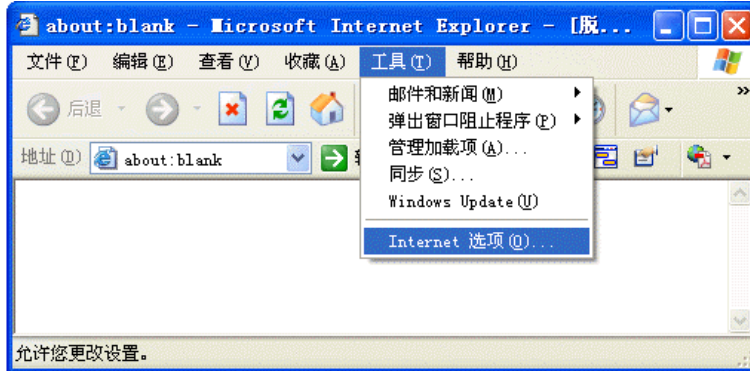 about:blank - Microsoft Internet Explorer - [脱...
文件(F) 编辑(E) 查看(V) 收藏(A) 工具(T) 帮助(H)
后退
邮件和新闻(M)
弹出窗口阻止程序(P)
管理加载项(A)...
同步(S)...
Windows Update(U)
Internet 选项(O)...
地址(D) about:blank
允许您更改设置。